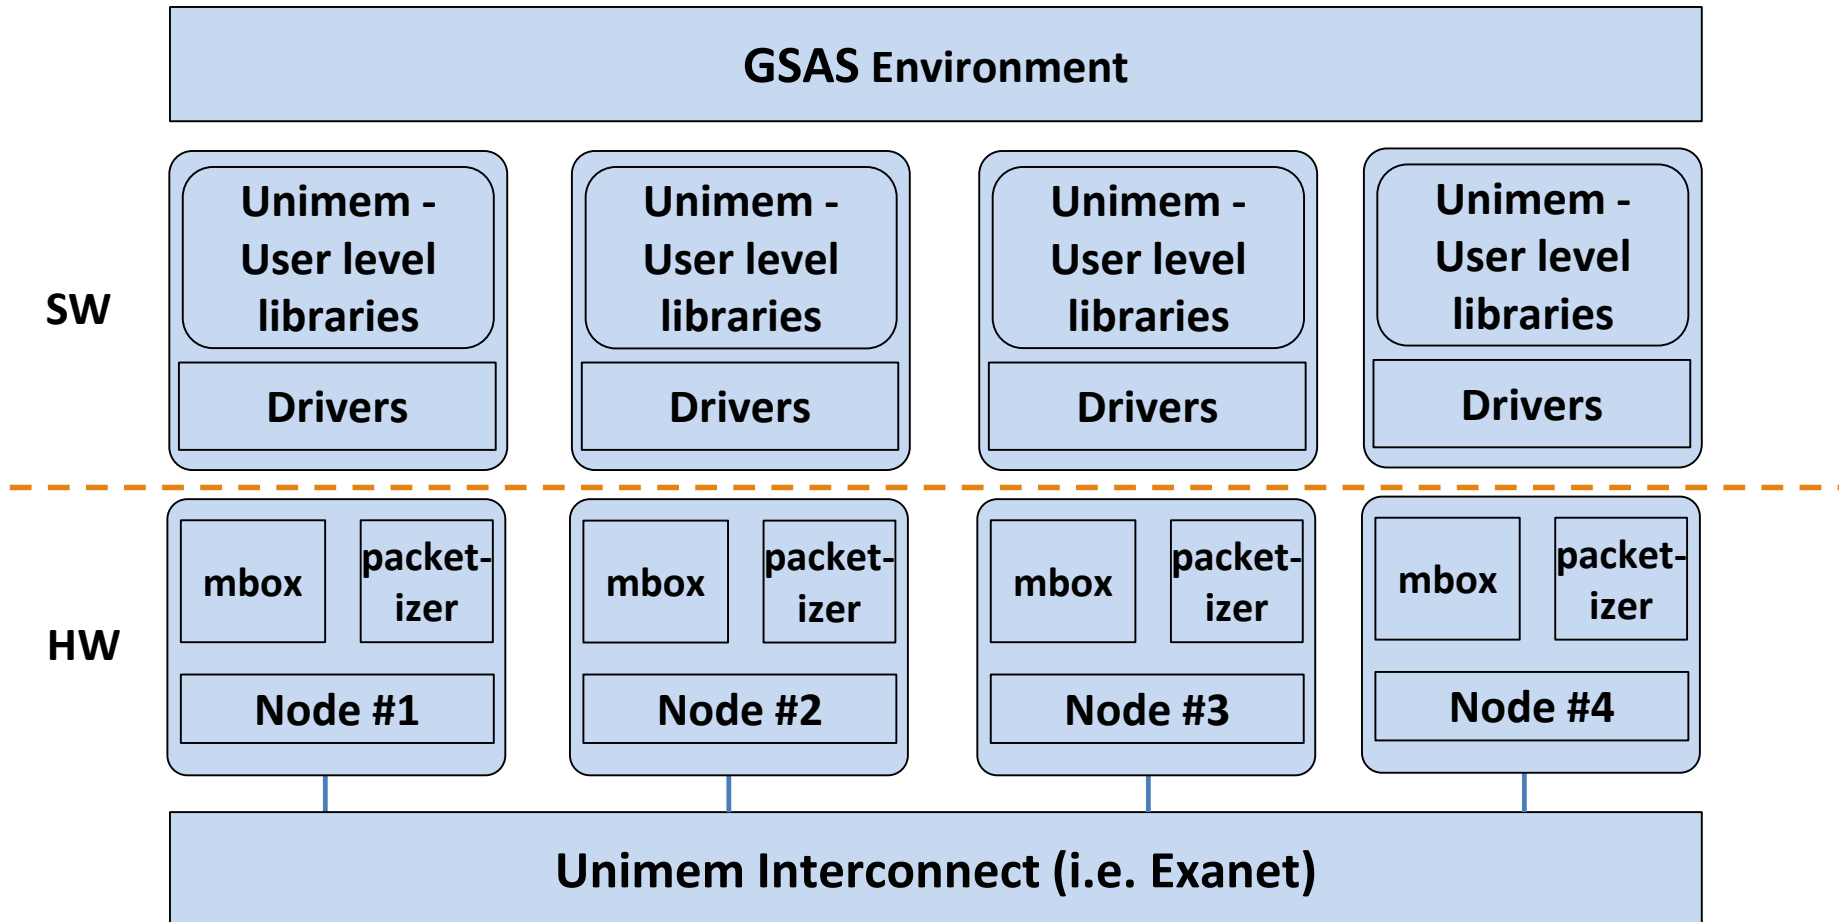 GSAS Environment
SW
Unimem -
User level
libraries
Drivers
Unimem -
User level
libraries
Drivers
Unimem -
User level
libraries
Drivers
Unimem -
User level
libraries
Drivers
HW
mbox
packet-
izer
Node #1
mbox
packet-
izer
Node #2
mbox
packet-
izer
Node #3
mbox
packet-
izer
Node #4
Unimem Interconnect (i.e. Exanet)